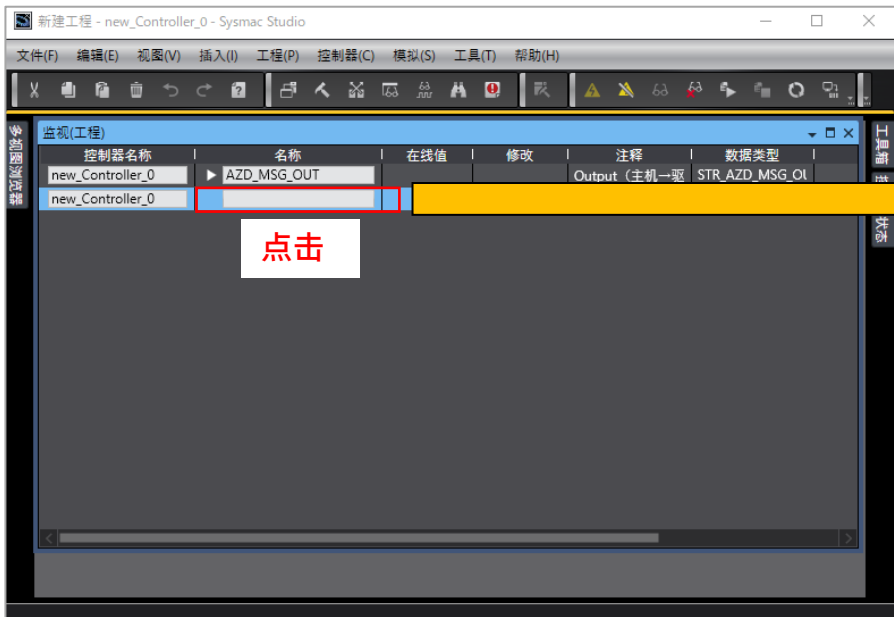 新建工程 - new_Controller_0 - Sysmac Studio
文件(F) 编辑(E) 视图(V) 插入(I) 工程(P) 控制器(C) 模拟(S) 工具(T) 帮助(H)
多视图浏览器
监视(工程)
工具箱
控制器名称 名称 在线值 修改 注释 数据类型
new_Controller_0 AZD_MSG_OUT Output（主机→驱 STR_AZD_MSG_OU
new_Controller_0
状态
点击